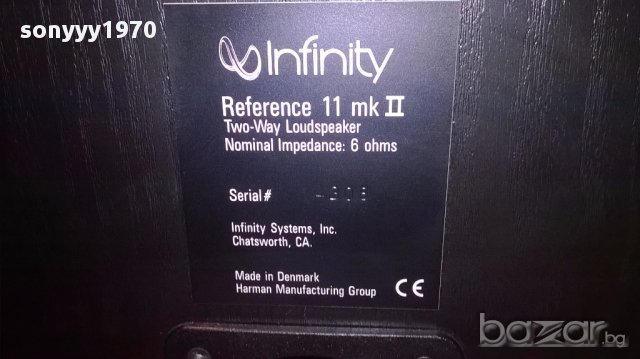 sonyyy1970
Infinity
Reference 11 mk II
Two-Way Loudspeaker
Nominal Impedance: 6 ohms
Serial#
Infinity Systems, Inc.
Chatsworth, CA.
Made in Denmark
Harman Manufacturing Group CE
bazar.bg